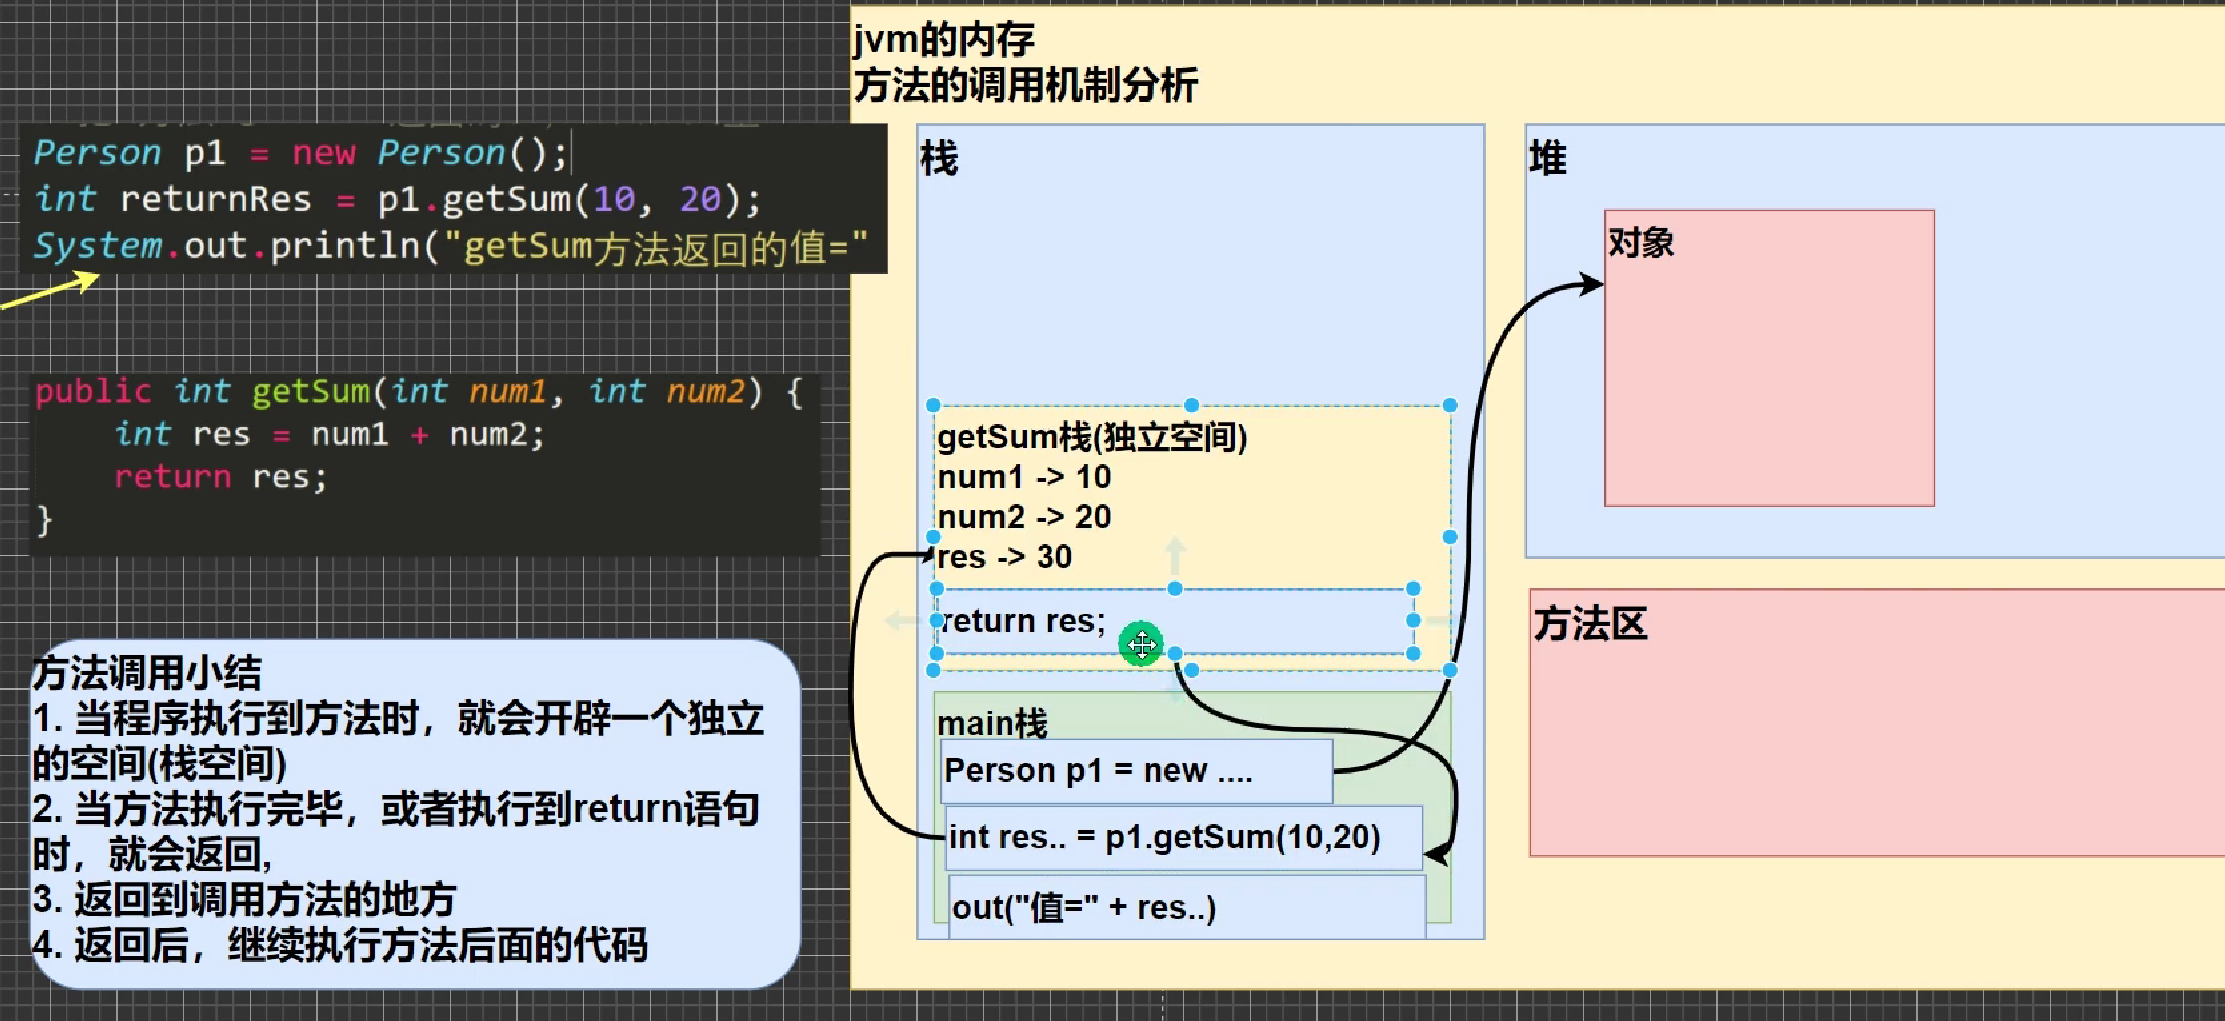 Person p1 = new Person();
int returnRes = p1.getSum(10, 20);
System.out.println("getSum方法返回的值="
public int getSum(int num1, int num2) {
int res = num1 + num2;
return res;
}
方法调用小结
1. 当程序执行到方法时，就会开辟一个独立
的空间(栈空间)
2. 当方法执行完毕，或者执行到return语句
时，就会返回,
3. 返回到调用方法的地方
4. 返回后，继续执行方法后面的代码
jvm的内存
方法的调用机制分析
栈
getSum栈(独立空间)
num1 -> 10
num2 -> 20
res -> 30
return res;
main栈
Person p1 = new ....
int res.. = p1.getSum(10,20)
out("值=" + res..)
堆
对象
方法区